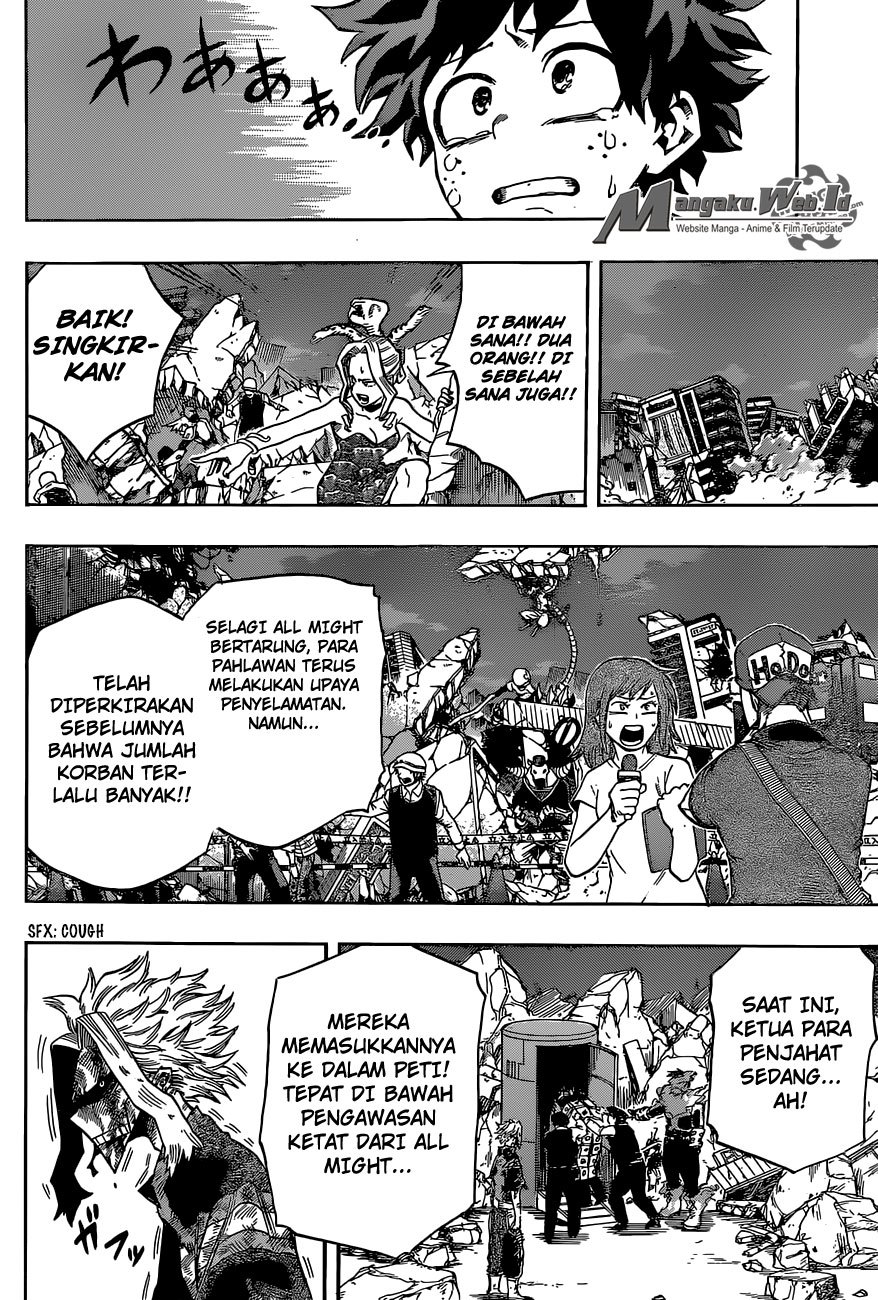 わああぁ…
Mangaku.Web.Id
.com
Website Manga - Anime & Film Terupdate
DI BAWAH
SANA!! DUA
ORANG!! DI
SEBELAH
SANA JUGA!!
BAIK!
SINGKIR-
KAN!
HoDo
SELAGI ALL MIGHT
BERTARUNG, PARA
PAHLAWAN TERUS
MELAKUKAN UPAYA
PENYELAMATAN.
NAMUN...
TELAH
DIPERKIRAKAN
SEBELUMNYA
BAHWA JUMLAH
KORBAN TER-
LALU BANYAK!!
SAAT INI,
KETUA PARA
PENJAHAT
SEDANG...
AH!
MEREKA
MEMASUKKANNYA
KE DALAM PETI!
TEPAT DI BAWAH
PENGAWASAN
KETAT DARI ALL
MIGHT...
SFX: COUGH
ガフッ